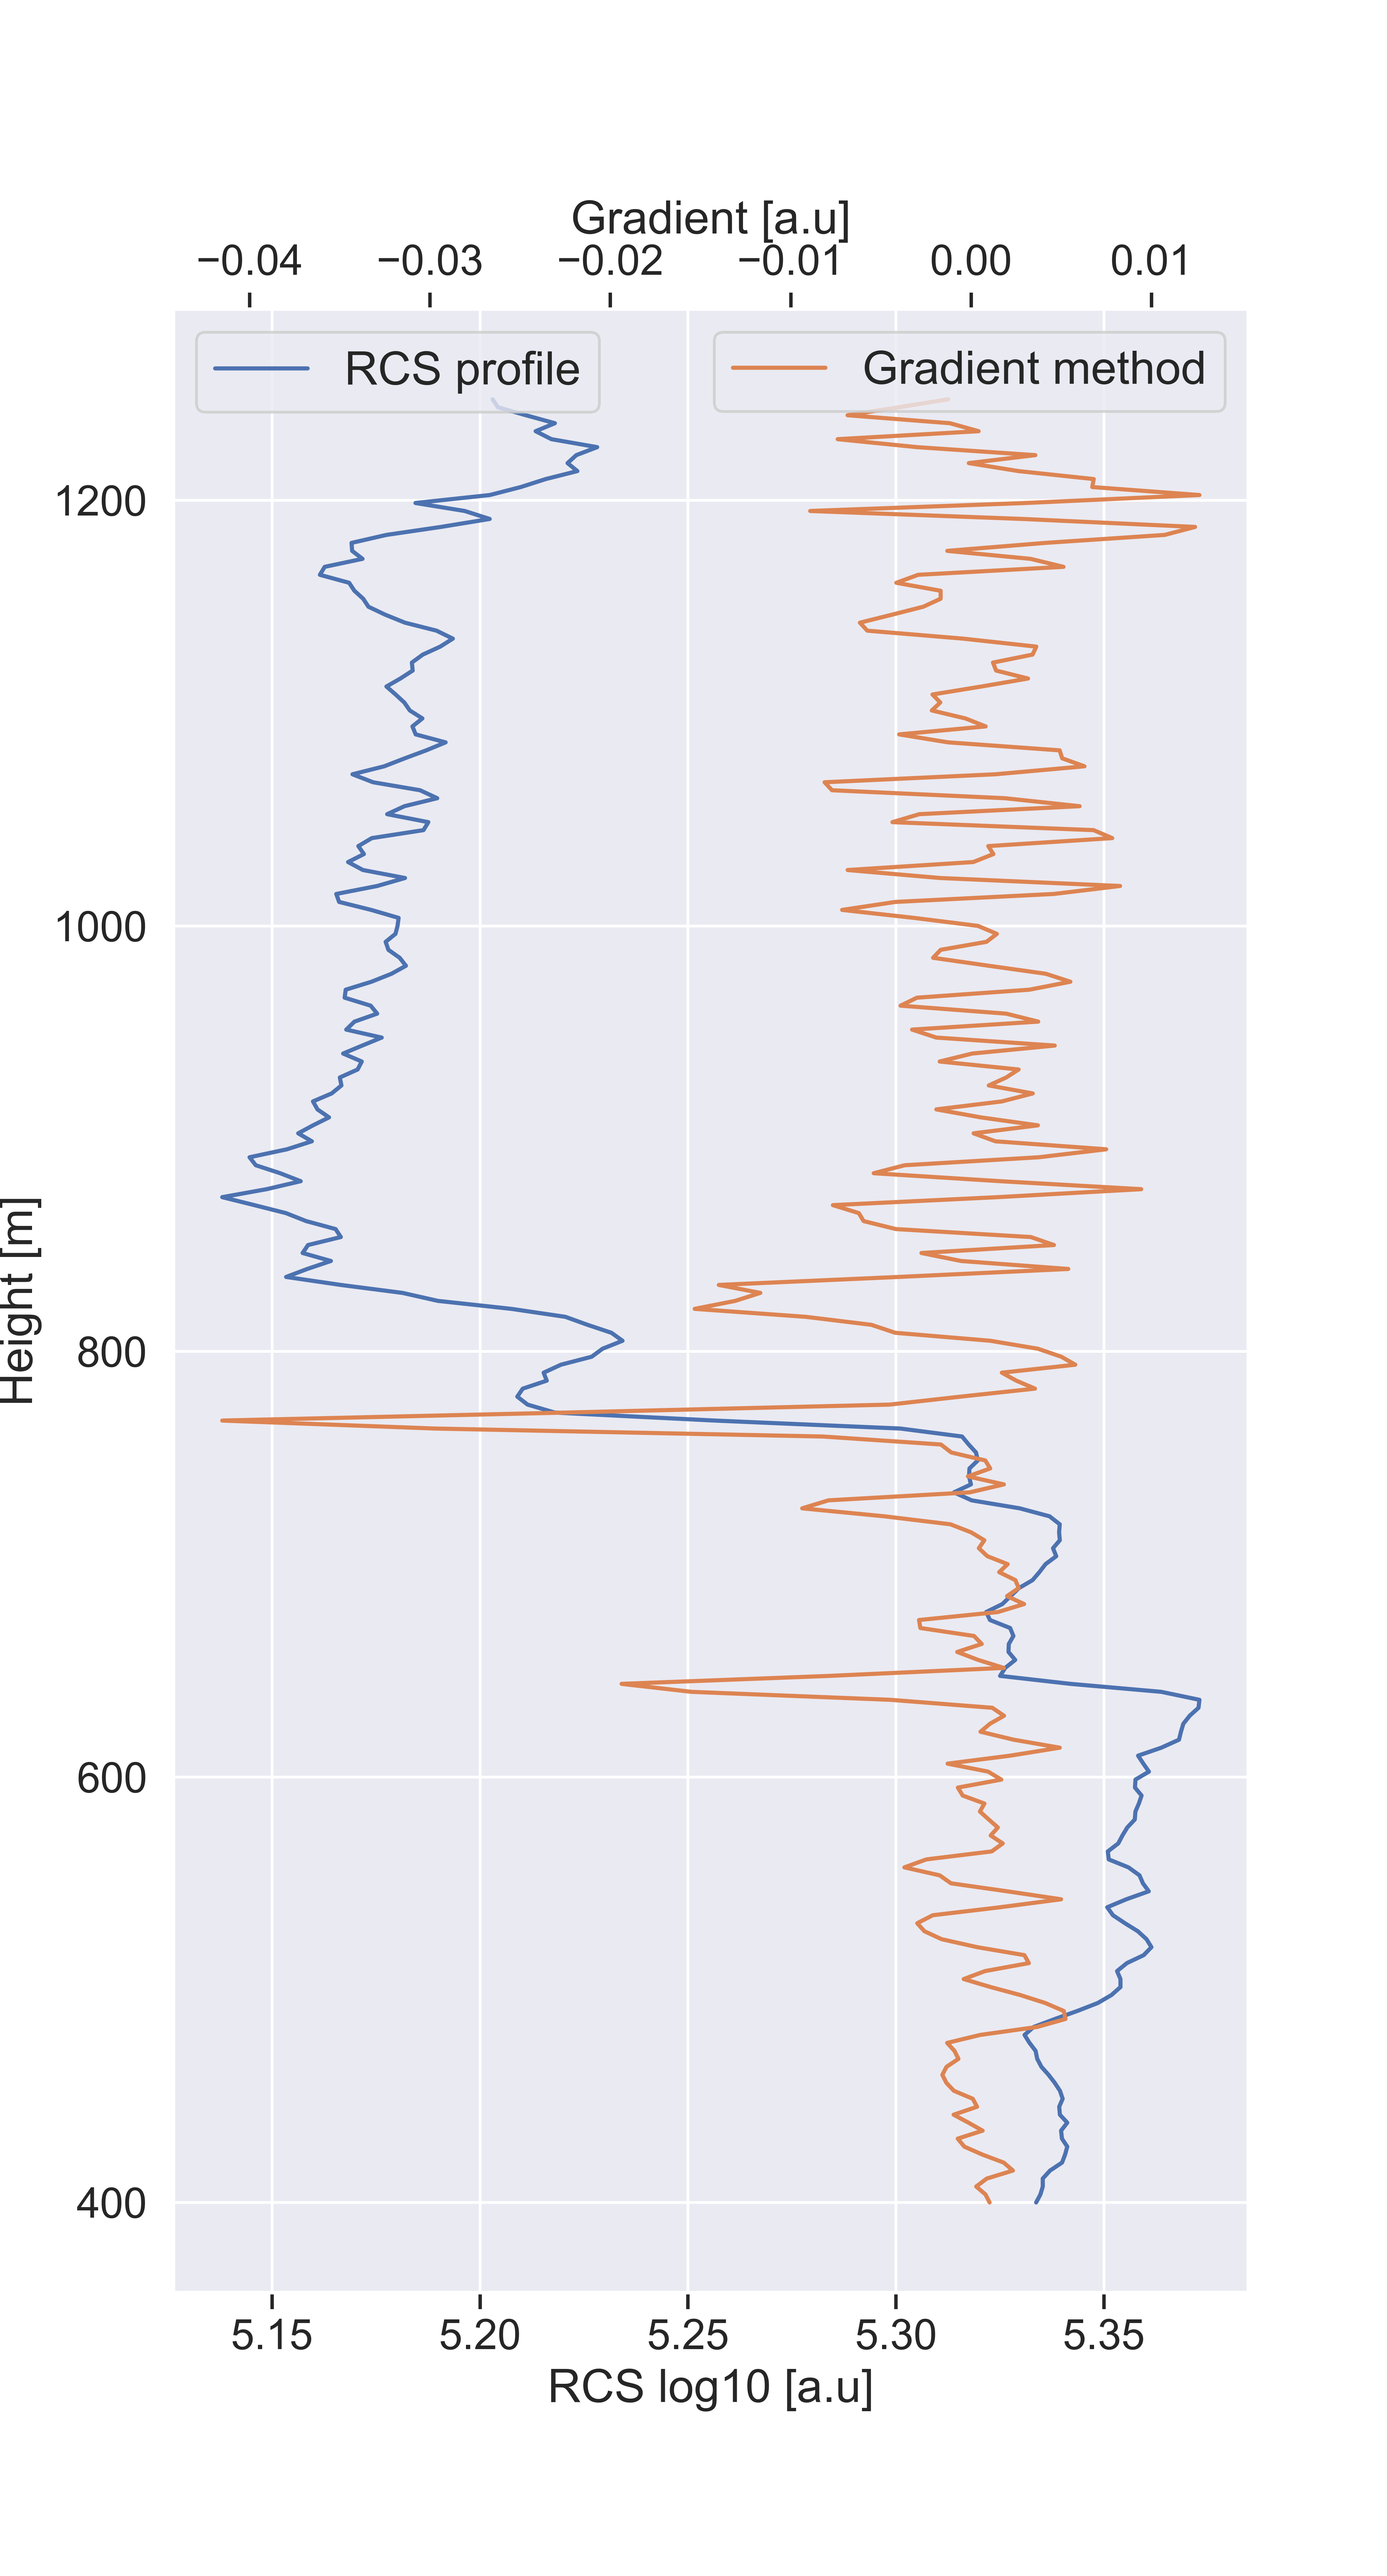 Gradient [a.u]
−0.04 −0.03 −0.02 −0.01 0.00 0.01
RCS profile
Gradient method
1200
1000
800
600
400
Height [m]
5.15 5.20 5.25 5.30 5.35
RCS log10 [a.u]